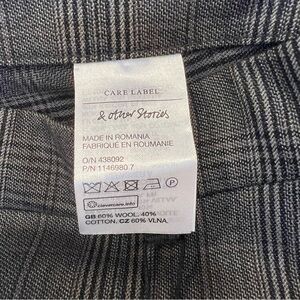 CARE LABEL
& other Stories
MADE IN ROMANIA
FABRIQUÉ EN ROUMANIE
O/N 438092
P/N 1146980.7
P
clevercare.info
GB 60% WOOL, 40%
COTTON, CZ 60% VLNA,